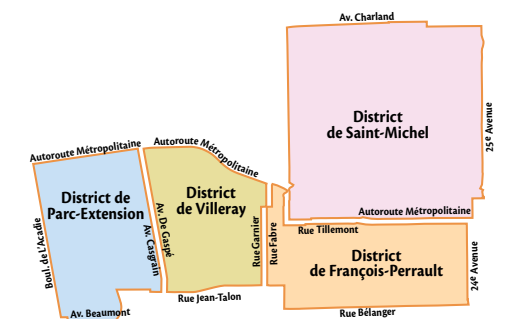 Av. Charland
District
de Saint-Michel
25e Avenue
Autoroute Métropolitaine
Autoroute Métropolitaine
Autoroute Métropolitaine
District de
Parc-Extension
Boul. de L'Acadie
Av. Beaumont
Av. Casgrain
Av. De Gaspé
District
de Villeray
Rue Jean-Talon
Rue Garnier
Rue Fabre
Rue Tillemont
District
de François-Perrault
24e Avenue
Rue Bélanger